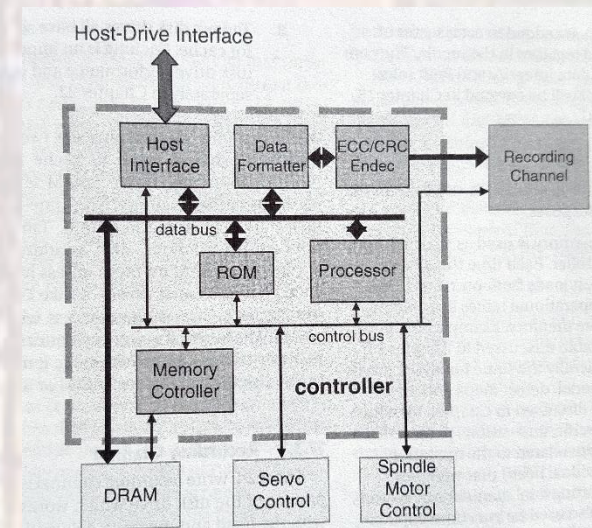 Host-Drive Interface
Host
Interface
Data
Formatter
ECC/CRC
Endec
Recording
Channel
data bus
ROM
Processor
control bus
Memory
Cotroller
controller
DRAM
Servo
Control
Spindle
Motor
Control